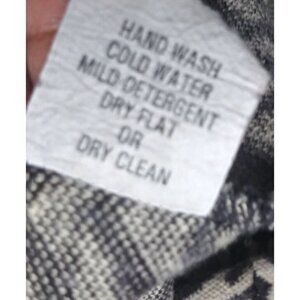 HAND WASH
COLD WATER
MILD DETERGENT
DRY FLAT
OR
DRY CLEAN